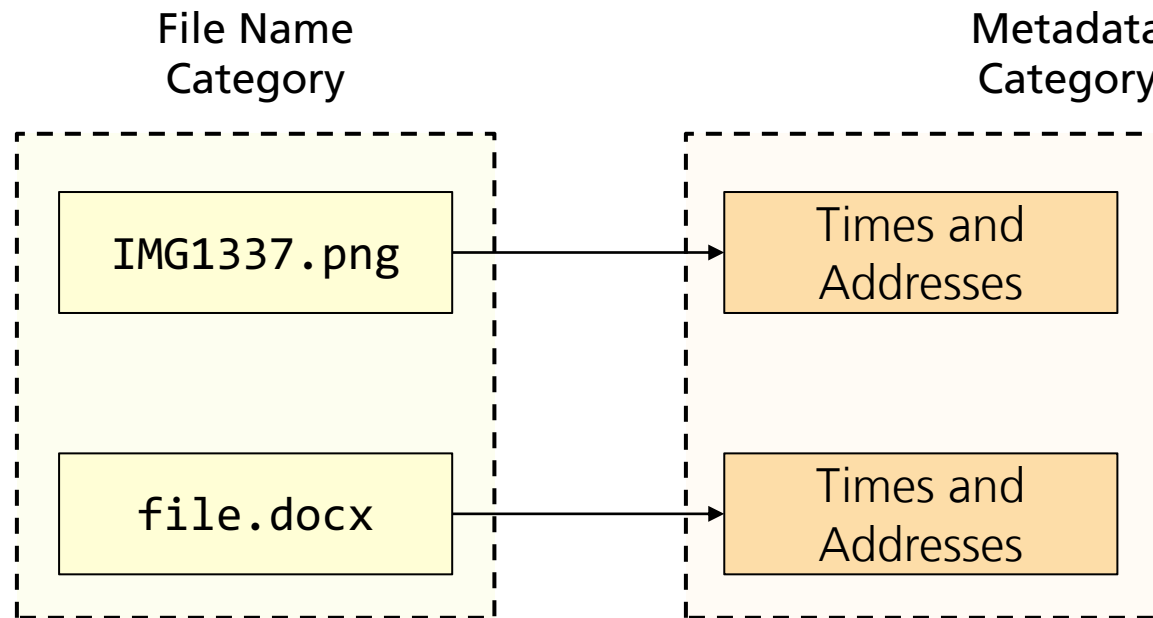 File Name
Category
Metadata
Category
IMG1337.png
Times and
Addresses
file.docx
Times and
Addresses